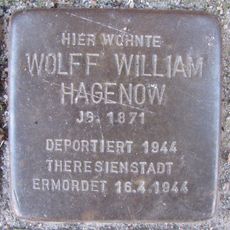 HIER WOHNTE
WOLFF WILLIAM
HAGENOW
JG. 1871
DEPORTIERT 1944
THERESIENSTADT
ERMORDET 16.4.1944